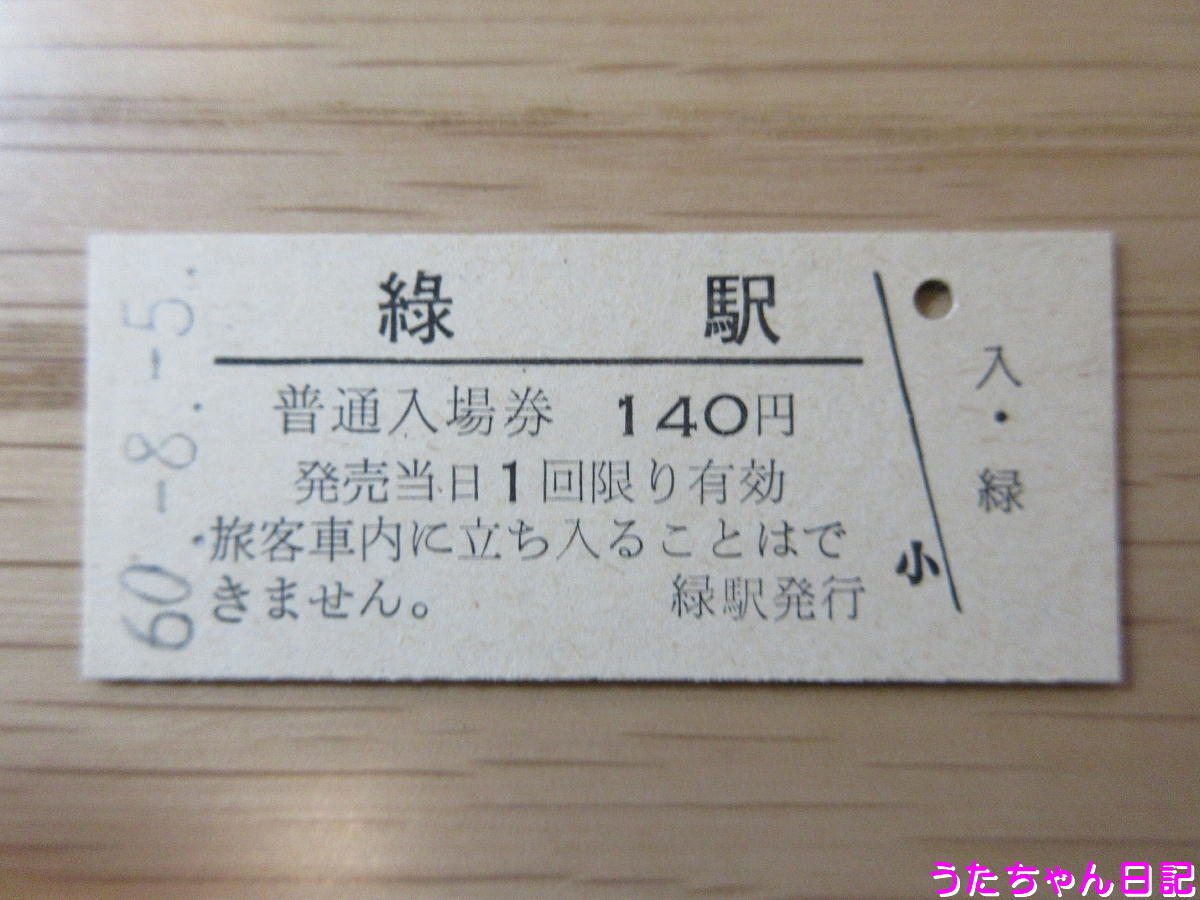 緑 駅
普通入場券 140円
発売当日1回限り有効
旅客車内に立ち入ることはで
きません。 緑駅発行
60.-8.-5.
小
入・緑
うたちゃん日記